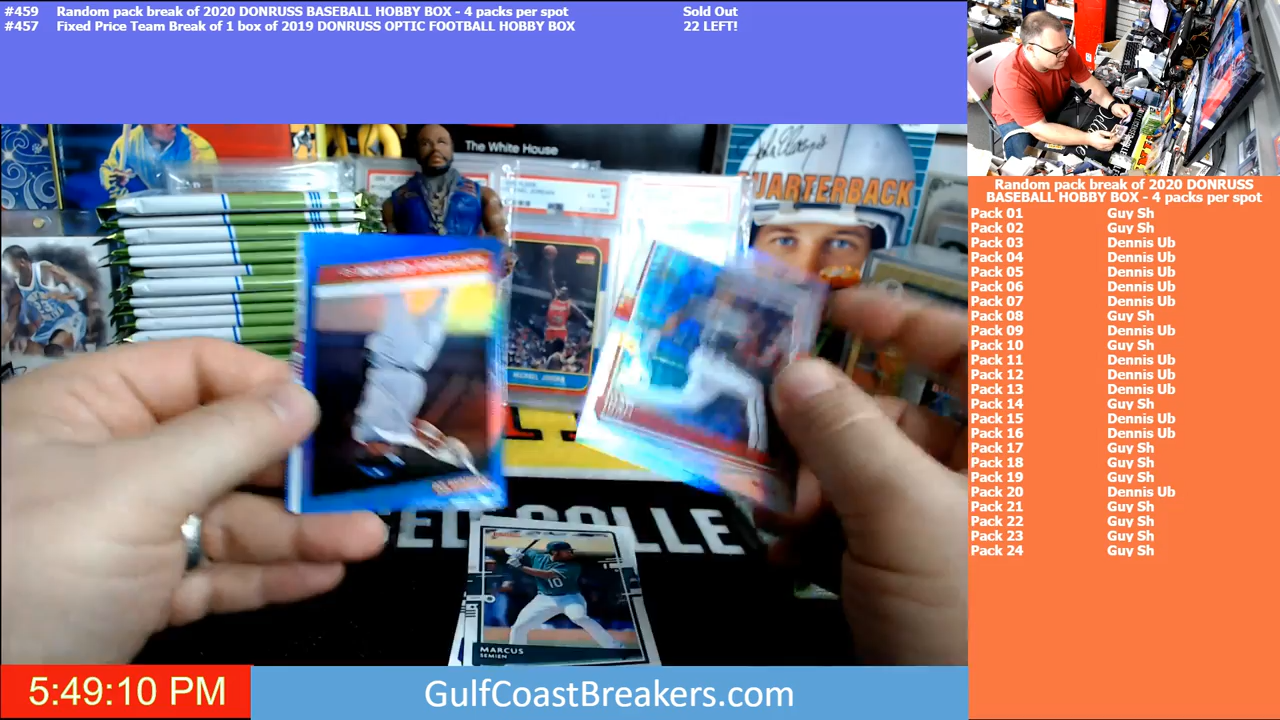 #459 Random pack break of 2020 DONRUSS BASEBALL HOBBY BOX - 4 packs per spot Sold Out
#457 Fixed Price Team Break of 1 box of 2019 DONRUSS OPTIC FOOTBALL HOBBY BOX 22 LEFT!
The White House
QUARTERBACK
MICHAEL JORDAN
10
MARCUS
SEMIEN
Random pack break of 2020 DONRUSS
BASEBALL HOBBY BOX - 4 packs per spot
Pack 01 Guy Sh
Pack 02 Guy Sh
Pack 03 Dennis Ub
Pack 04 Dennis Ub
Pack 05 Dennis Ub
Pack 06 Dennis Ub
Pack 07 Dennis Ub
Pack 08 Guy Sh
Pack 09 Dennis Ub
Pack 10 Guy Sh
Pack 11 Dennis Ub
Pack 12 Dennis Ub
Pack 13 Dennis Ub
Pack 14 Guy Sh
Pack 15 Dennis Ub
Pack 16 Dennis Ub
Pack 17 Guy Sh
Pack 18 Guy Sh
Pack 19 Guy Sh
Pack 20 Dennis Ub
Pack 21 Guy Sh
Pack 22 Guy Sh
Pack 23 Guy Sh
Pack 24 Guy Sh
5:49:10 PM
GulfCoastBreakers.com